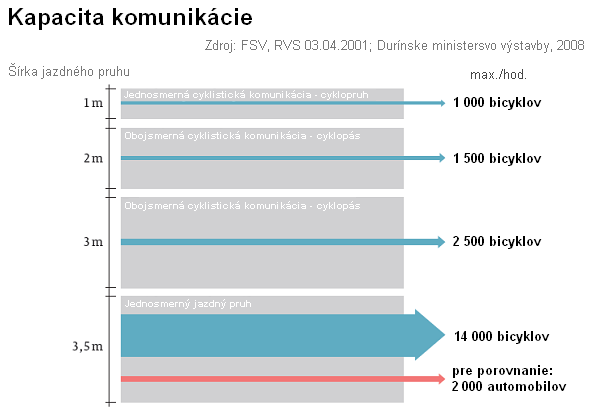 Kapacita komunikácie
Zdroj: FSV, RVS 03.04.2001; Durínske ministersvo výstavby, 2008
Šírka jazdného pruhu
max./hod.
Jednosmerná cyklistická komunikácia - cyklopruh
1 m
1 000 bicyklov
Obojsmerná cyklistická komunikácia - cyklopás
2 m
1 500 bicyklov
Obojsmerná cyklistická komunikácia - cyklopás
3 m
2 500 bicyklov
Jednosmerný jazdný pruh
3,5 m
14 000 bicyklov
pre porovnanie:
2 000 automobilov